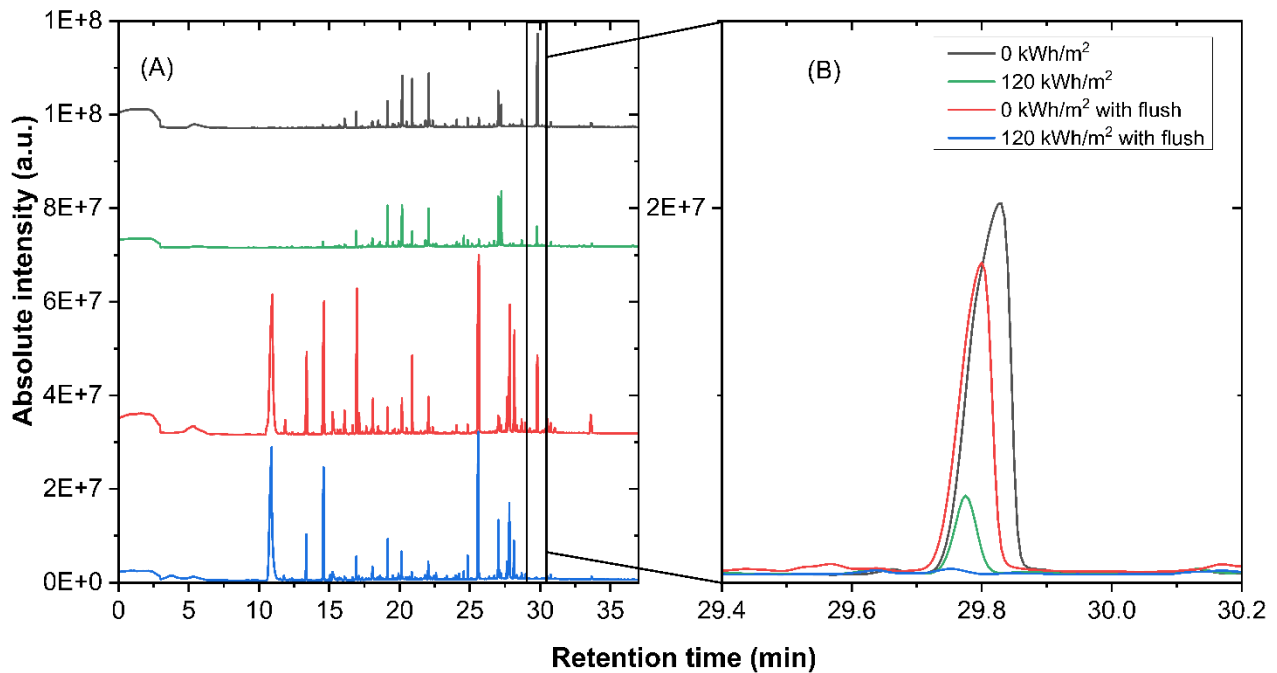 (A)
(B)
0 kWh/m²
120 kWh/m²
0 kWh/m² with flush
120 kWh/m² with flush
1E+8
1E+8
8E+7
6E+7
4E+7
2E+7
0E+0
2E+7
Absolute intensity (a.u.)
0 5 10 15 20 25 30 35
29.4 29.6 29.8 30.0 30.2
Retention time (min)